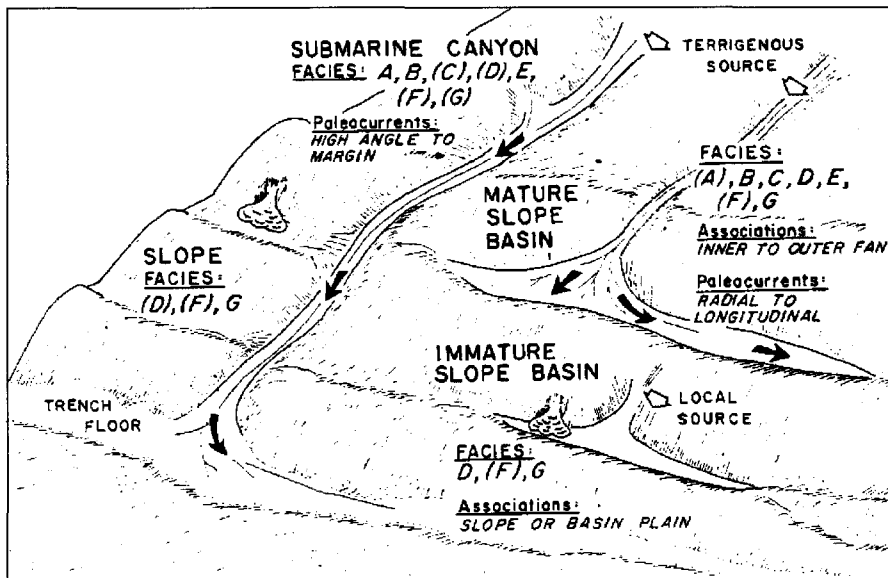 SUBMARINE CANYON
FACIES: A, B, (C), (D), E,
(F), (G)
Paleocurrents:
HIGH ANGLE TO
MARGIN
TERRIGENOUS
SOURCE
FACIES:
(A), B, C, D, E,
(F), G
Associations:
INNER TO OUTER FAN
Paleocurrents:
RADIAL TO
LONGITUDINAL
MATURE
SLOPE
BASIN
SLOPE
FACIES:
(D), (F), G
IMMATURE
SLOPE BASIN
LOCAL
SOURCE
TRENCH
FLOOR
FACIES:
D, (F), G
Associations:
SLOPE OR BASIN PLAIN